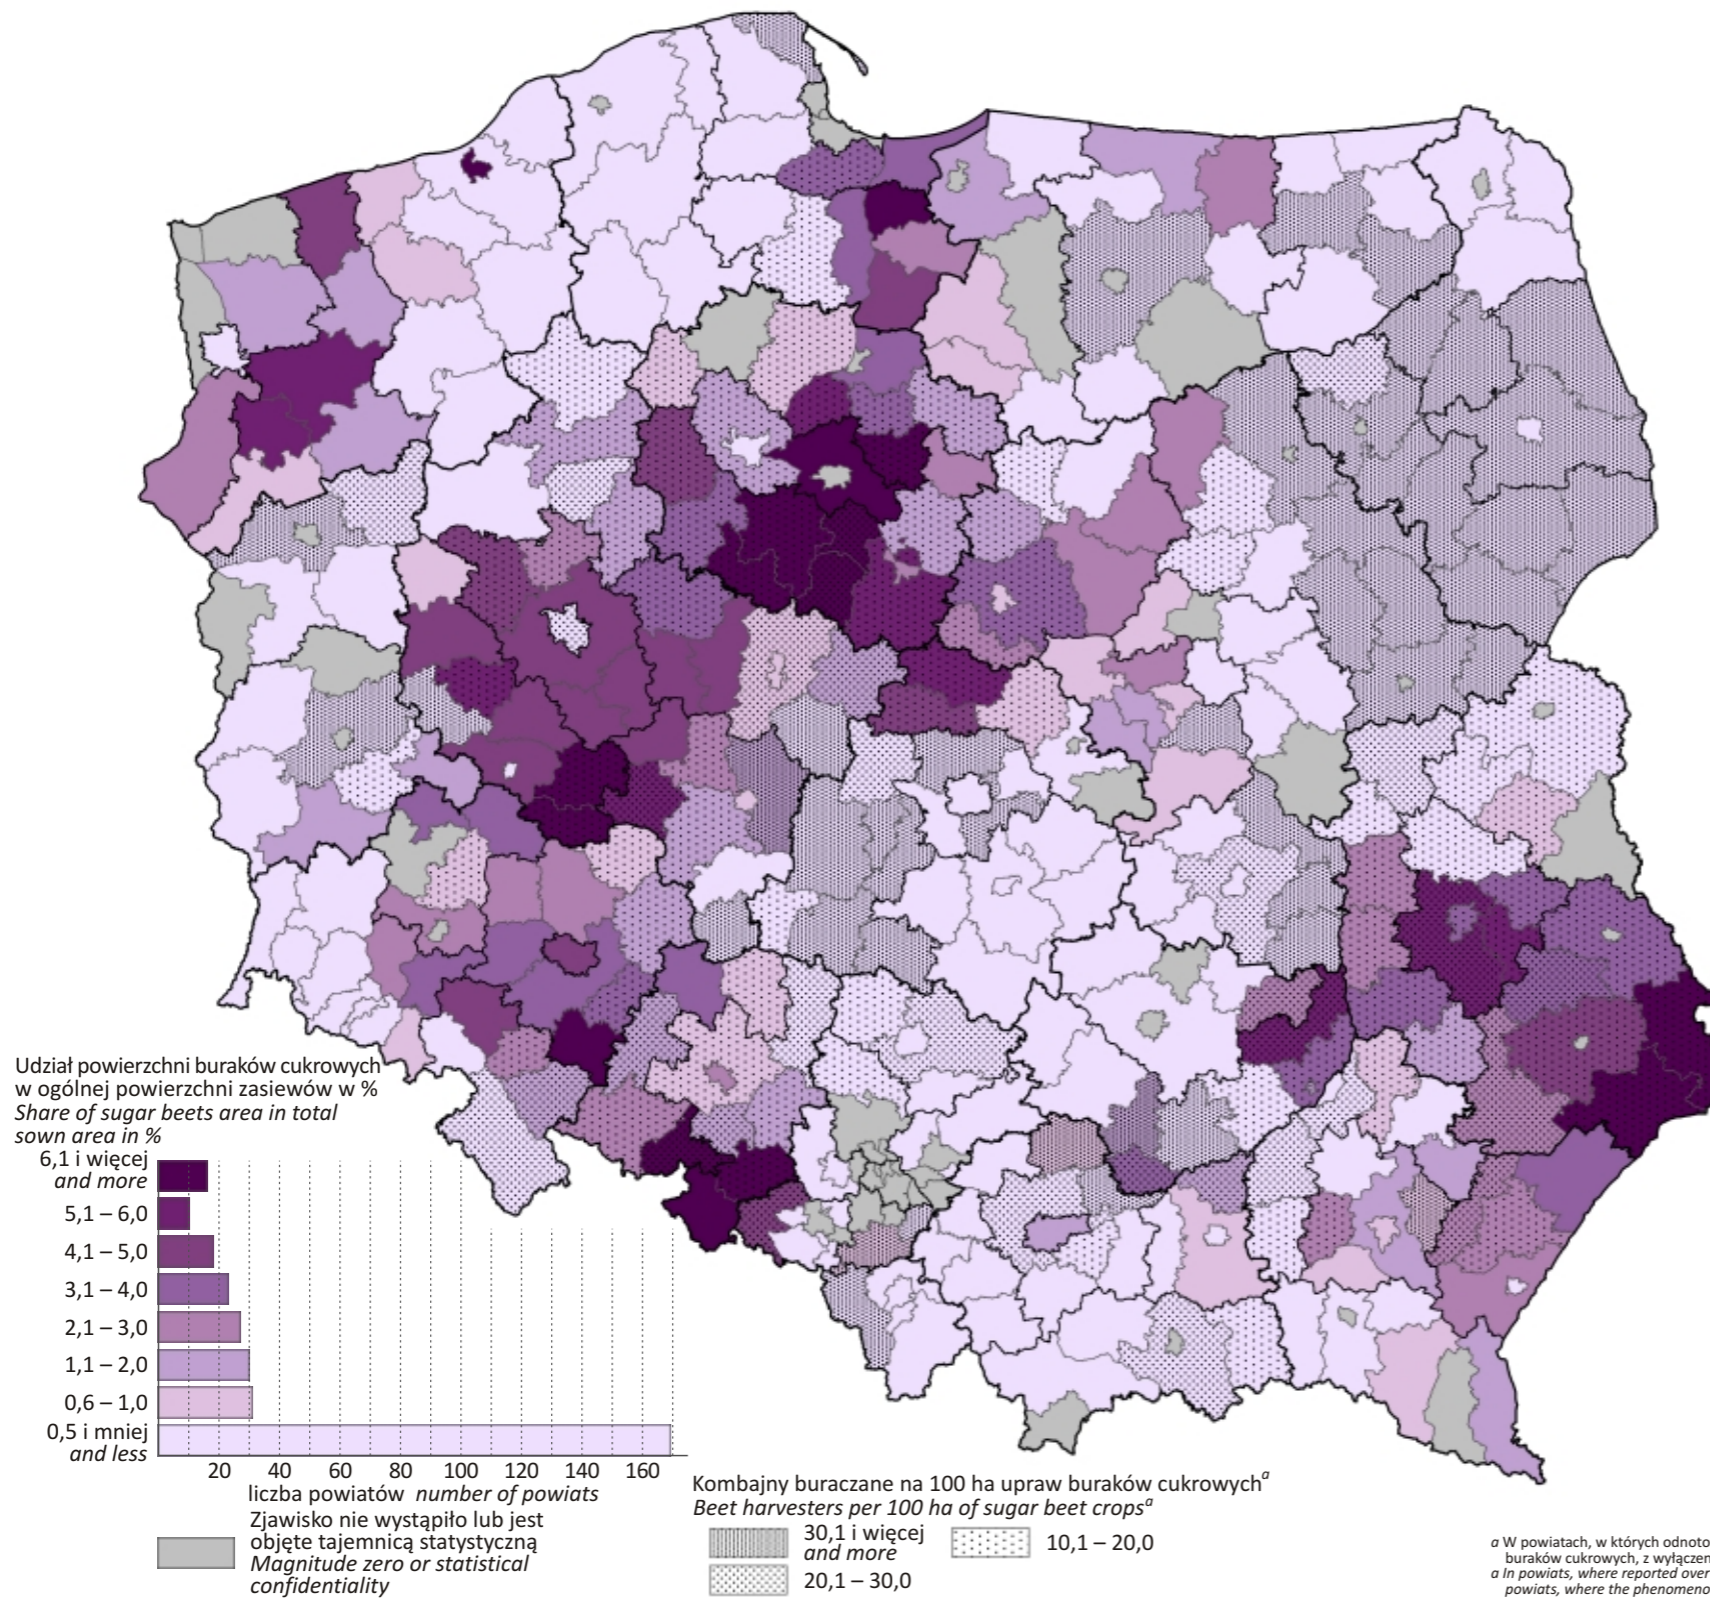 Udział powierzchni buraków cukrowych
w ogólnej powierzchni zasiewów w %
Share of sugar beets area in total
sown area in %
6,1 i więcej
and more
5,1 – 6,0
4,1 – 5,0
3,1 – 4,0
2,1 – 3,0
1,1 – 2,0
0,6 – 1,0
0,5 i mniej
and less
20 40 60 80 100 120 140 160
liczba powiatów number of powiats
Zjawisko nie wystąpiło lub jest
objęte tajemnicą statystyczną
Magnitude zero or statistical
confidentiality
Kombajny buraczane na 100 ha upraw buraków cukrowych a
Beet harvesters per 100 ha of sugar beet crops a
30,1 i więcej
and more
10,1 – 20,0
20,1 – 30,0
a W powiatach, w których odnoto
buraków cukrowych, z wyłączen
a In powiats, where reported over
powiats, where the phenomeno